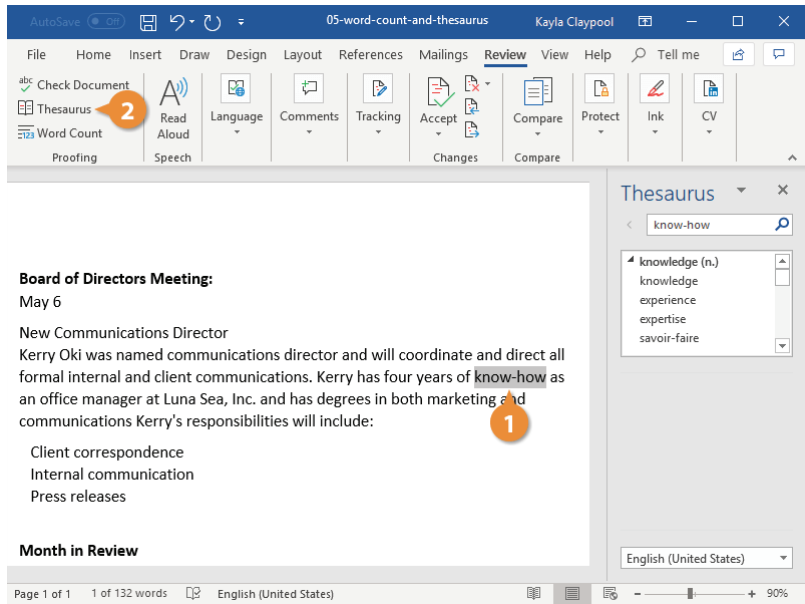 AutoSave Off 05-word-count-and-thesaurus Kayla Claypool
File Home Insert Draw Design Layout References Mailings Review View Help Tell me
abc Check Document
Thesaurus
123 Word Count
Proofing
2
Read Aloud
Speech
Language
Comments
Tracking
Accept
Changes
Compare
Compare
Protect
Ink
CV
Board of Directors Meeting:
May 6
New Communications Director
Kerry Oki was named communications director and will coordinate and direct all
formal internal and client communications. Kerry has four years of know-how as
an office manager at Luna Sea, Inc. and has degrees in both marketing and
communications Kerry's responsibilities will include:
1
Client correspondence
Internal communication
Press releases
Month in Review
Thesaurus
know-how
knowledge (n.)
knowledge
experience
expertise
savoir-faire
English (United States)
Page 1 of 1 1 of 132 words English (United States) 90%